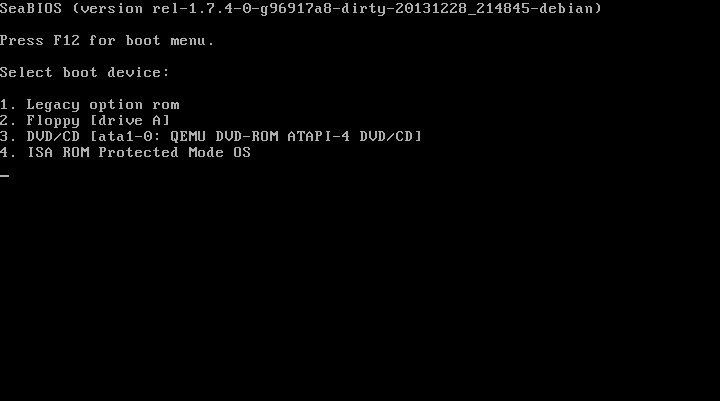 SeaBIOS (version rel-1.7.4-0-g96917a8-dirty-20131228_214845-debian)
Press F12 for boot menu.
Select boot device:
1. Legacy option rom
2. Floppy [drive A]
3. DVD/CD [ata1-0: QEMU DVD-ROM ATAPI-4 DVD/CD]
4. ISA ROM Protected Mode OS